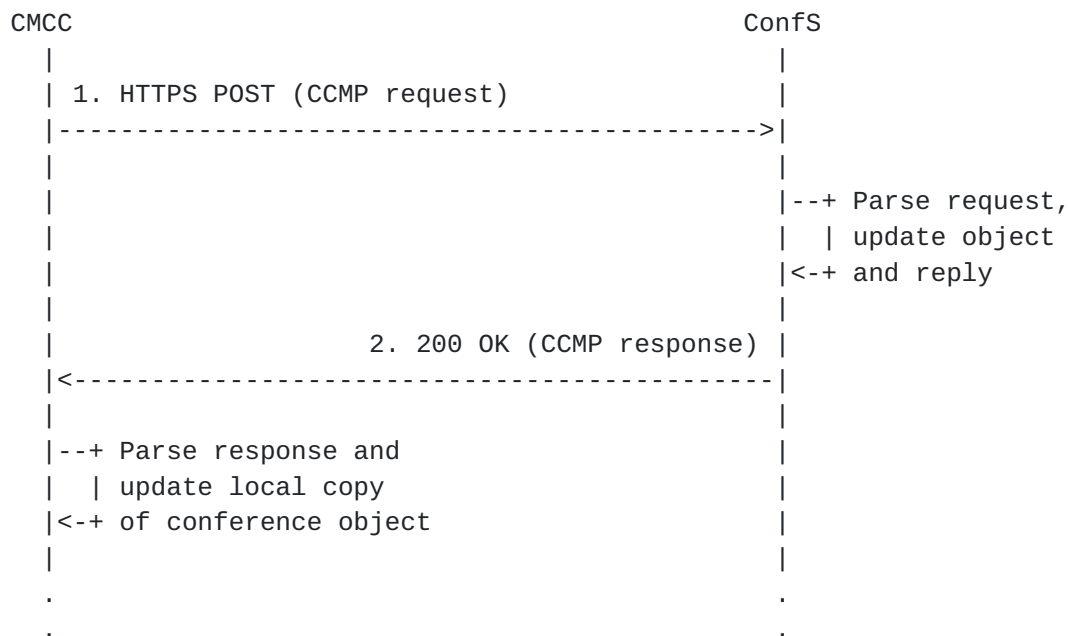 CMCC ConfS
1. HTTPS POST (CCMP request)
Parse request,
update object
and reply
2. 200 OK (CCMP response)
Parse response and
update local copy
of conference object